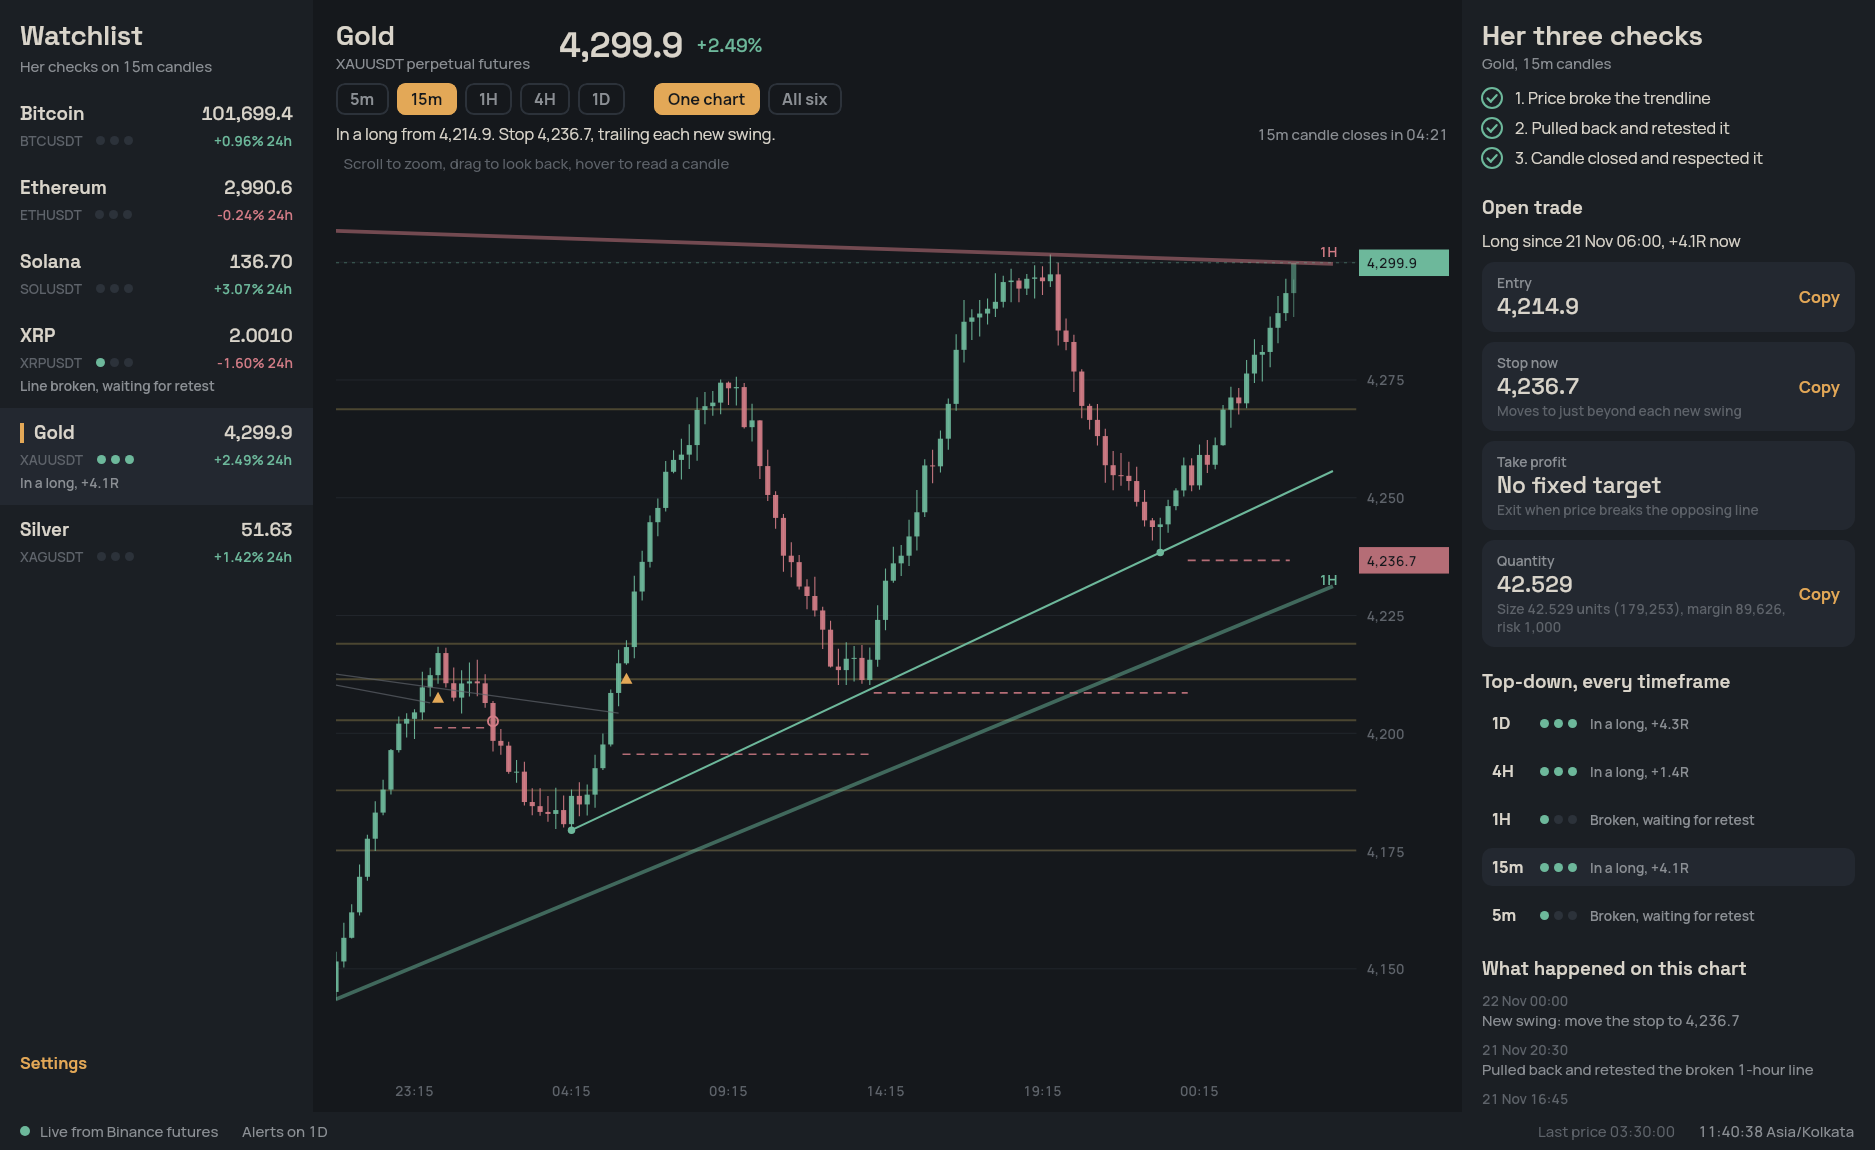 Watchlist
Her checks on 15m candles
Bitcoin 101,699.4
BTCUSDT +0.96% 24h
Ethereum 2,990.6
ETHUSDT -0.24% 24h
Solana 136.70
SOLUSDT +3.07% 24h
XRP 2.0010
XRPUSDT -1.60% 24h
Line broken, waiting for retest
Gold 4,299.9
XAUUSDT +2.49% 24h
In a long, +4.1R
Silver 51.63
XAGUSDT +1.42% 24h
Settings
Gold 4,299.9 +2.49%
XAUUSDT perpetual futures
5m 15m 1H 4H 1D One chart All six
In a long from 4,214.9. Stop 4,236.7, trailing each new swing. 15m candle closes in 04:21
Scroll to zoom, drag to look back, hover to read a candle
1H
4,299.9
4,275
4,250
4,236.7
1H
4,225
4,200
4,175
4,150
23:15 04:15 09:15 14:15 19:15 00:15
Her three checks
Gold, 15m candles
1. Price broke the trendline
2. Pulled back and retested it
3. Candle closed and respected it
Open trade
Long since 21 Nov 06:00, +4.1R now
Entry
4,214.9 Copy
Stop now
4,236.7 Copy
Moves to just beyond each new swing
Take profit
No fixed target
Exit when price breaks the opposing line
Quantity
42.529 Copy
Size 42.529 units (179,253), margin 89,626,
risk 1,000
Top-down, every timeframe
1D In a long, +4.3R
4H In a long, +1.4R
1H Broken, waiting for retest
15m In a long, +4.1R
5m Broken, waiting for retest
What happened on this chart
22 Nov 00:00
New swing: move the stop to 4,236.7
21 Nov 20:30
Pulled back and retested the broken 1-hour line
21 Nov 16:45
Live from Binance futures Alerts on 1D Last price 03:30:00 11:40:38 Asia/Kolkata